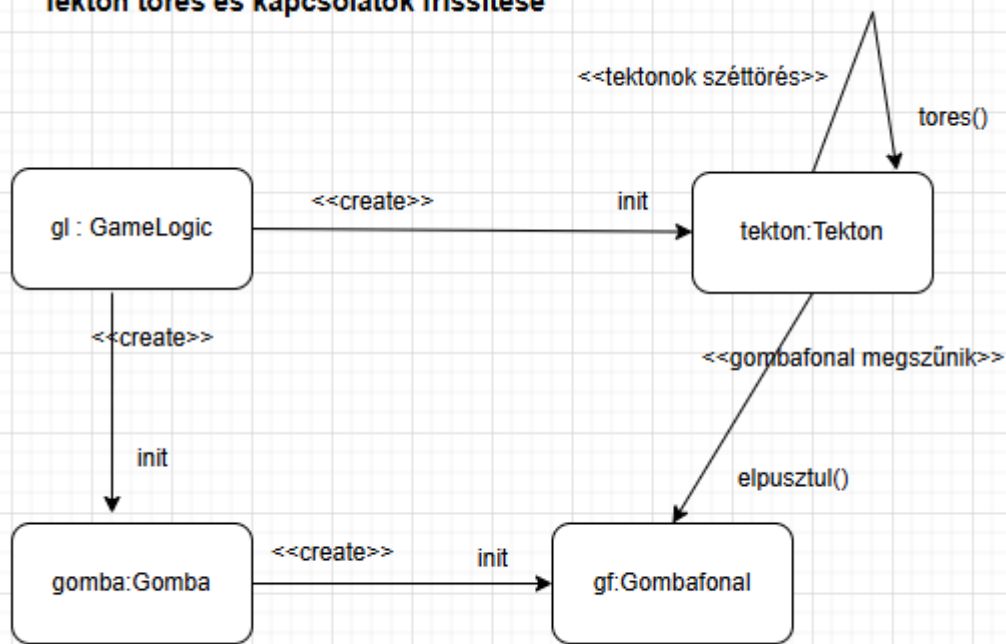 Tekton törés és kapcsolatok frissítése
<<tektonok széttörés>>
tores()
<<create>>
init
gl : GameLogic
tekton:Tekton
<<create>>
<<gombafonal megszűnik>>
init
elpusztul()
<<create>>
init
gomba:Gomba
gf:Gombafonal